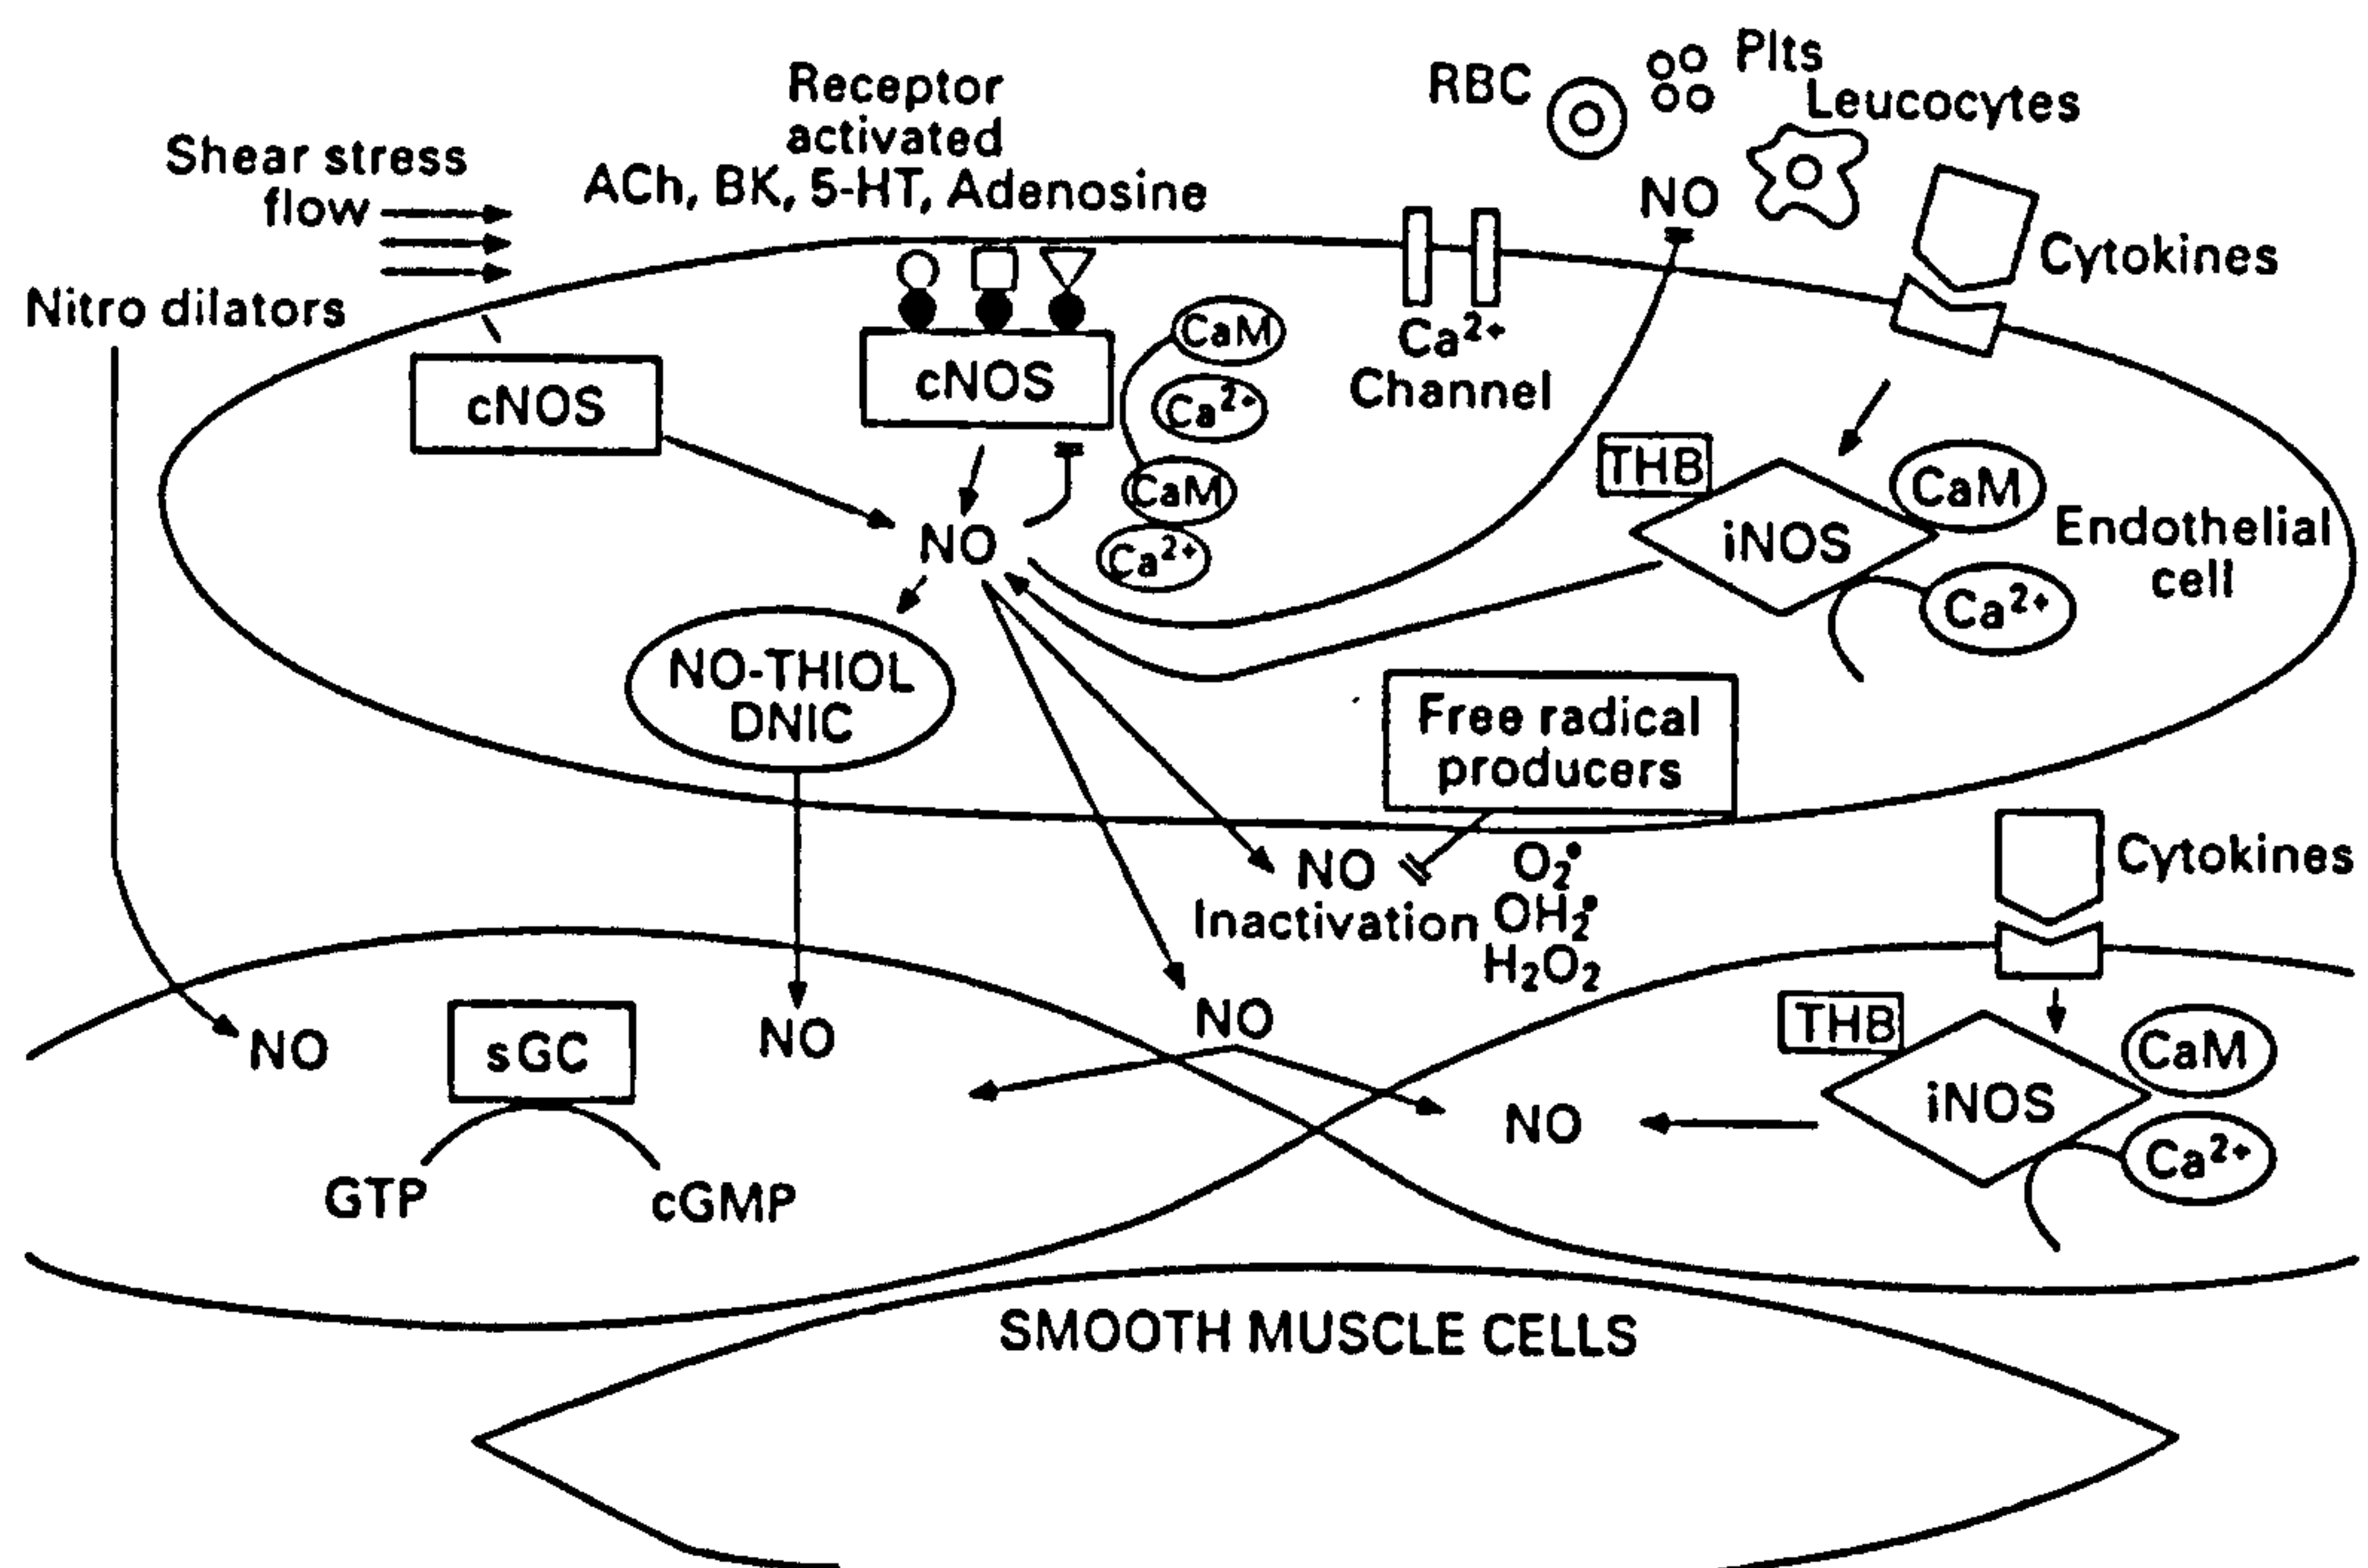 Receptor
activated
ACh, BK, 5-HT, Adenosine
Shear stress
flow
Nitro dilators
RBC
Plts
Leucocytes
NO
Cytokines
Ca²⁺
Channel
cNOS
cNOS
CaM
Ca²⁺
CaM
Ca²⁺
NO
THB
iNOS
CaM
Ca²⁺
Endothelial
cell
NO-THIOL
DNIC
Free radical
producers
NO
Inactivation
O₂•
OH₂•
H₂O₂
Cytokines
NO
sGC
NO
NO
GTP
cGMP
NO
THB
iNOS
CaM
Ca²⁺
SMOOTH MUSCLE CELLS